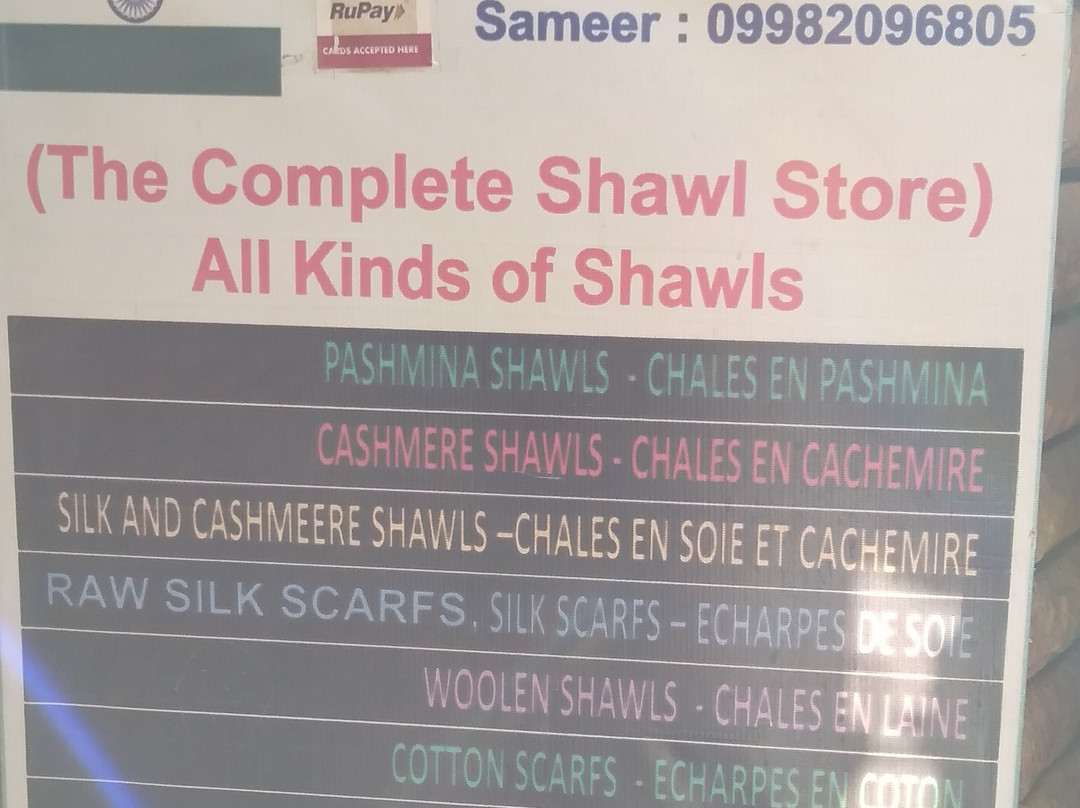 RuPay
CARDS ACCEPTED HERE
Sameer : 09982096805
(The Complete Shawl Store)
All Kinds of Shawls
PASHMINA SHAWLS - CHALES EN PASHMINA
CASHMERE SHAWLS - CHALES EN CACHEMIRE
SILK AND CASHMEERE SHAWLS –CHALES EN SOIE ET CACHEMIRE
RAW SILK SCARFS, SILK SCARFS – ECHARPES DE SOIE
WOOLEN SHAWLS - CHALES EN LAINE
COTTON SCARFS - ECHARPES EN COTON